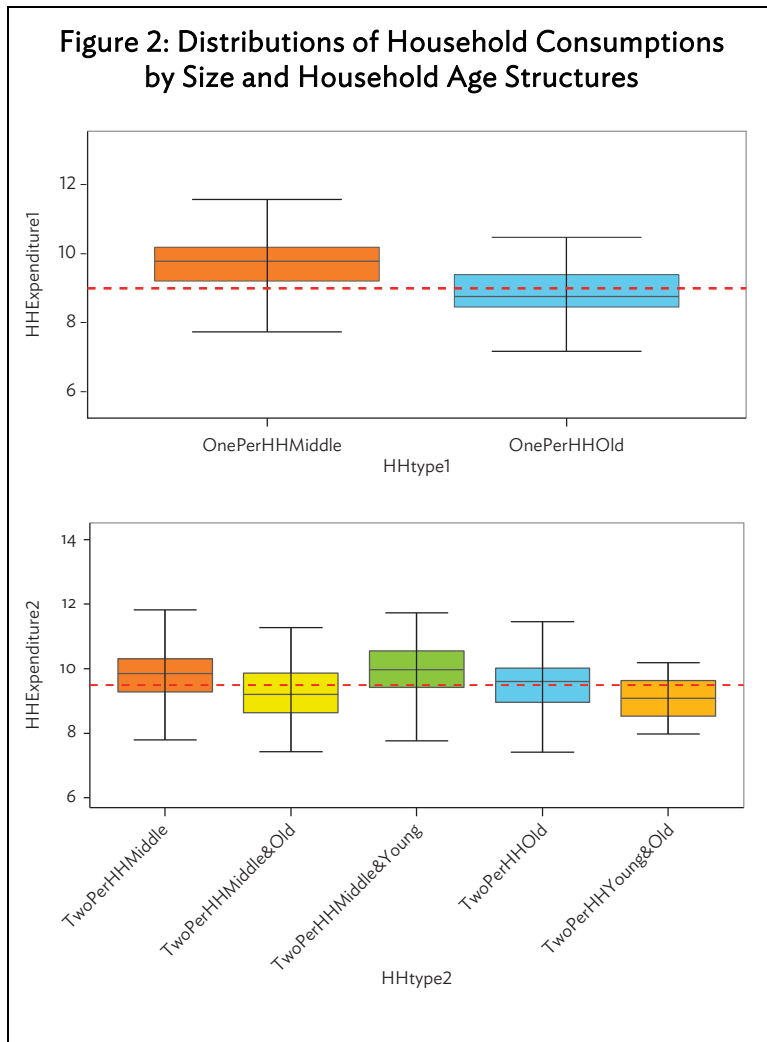 Figure 2: Distributions of Household Consumptions
by Size and Household Age Structures
HHExpenditure1
12
10
8
6
OnePerHHMiddle
OnePerHHOld
HHtype1
HHExpenditure2
14
12
10
8
6
TwoPerHHMiddle
TwoPerHHMiddle&Old
TwoPerHHMiddle&Young
TwoPerHHOld
TwoPerHHYoung&Old
HHtype2